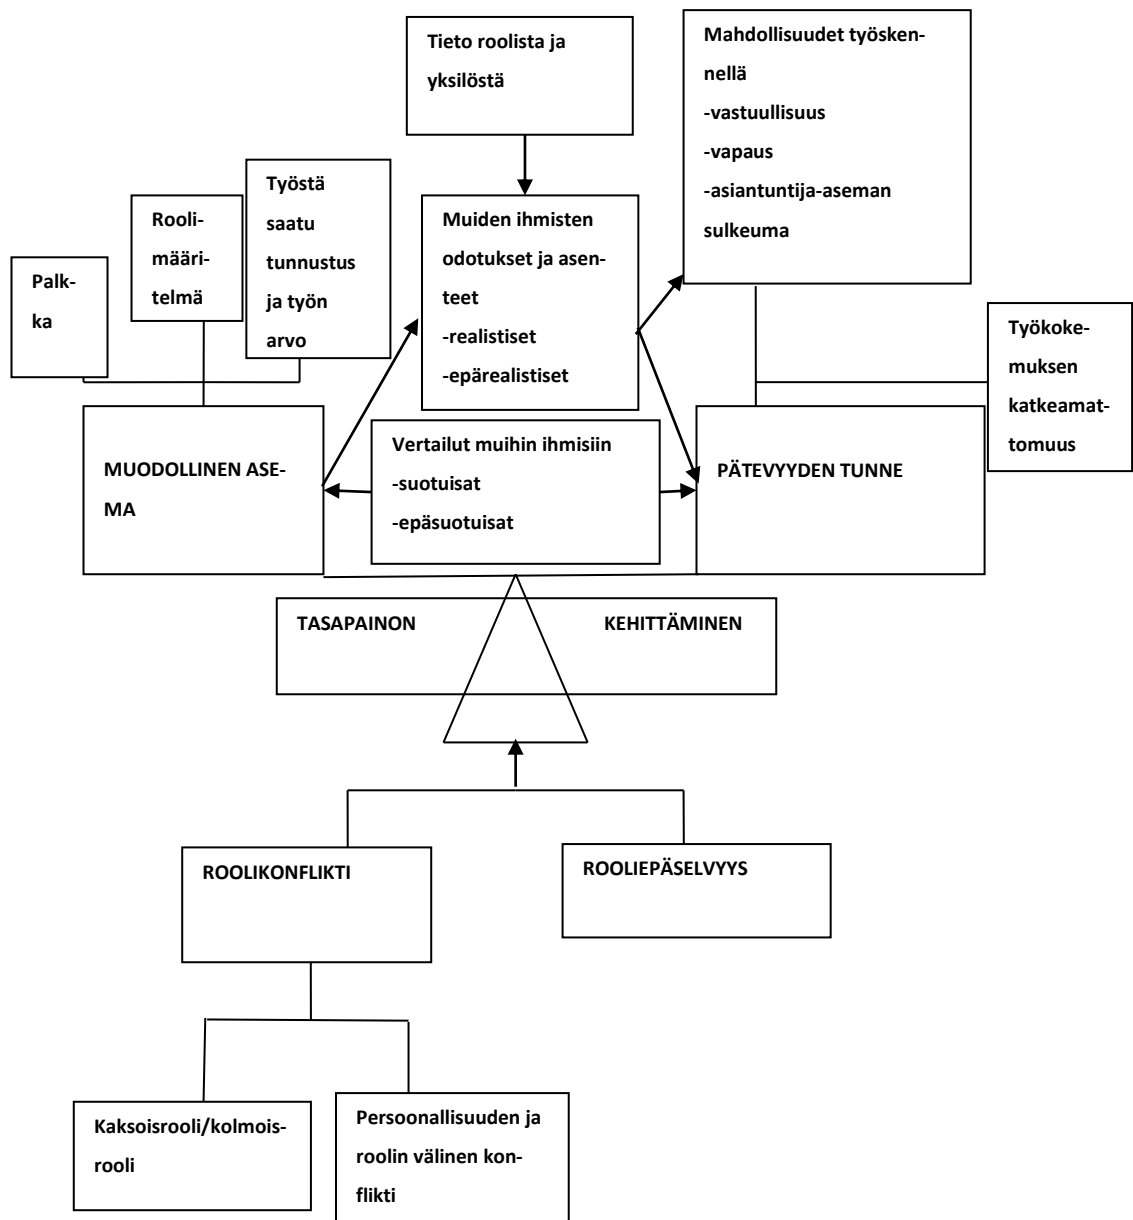 Tieto roolista ja
yksilöstä
Mahdollisuudet työsken-
nellä
-vastuullisuus
-vapaus
-asiantuntija-aseman
sulkeuma
Työstä
saatu
tunnustus
ja työn
arvo
Rooli-
määri-
telmä
Palk-
ka
Muiden ihmisten
odotukset ja asen-
teet
-realistiset
-epärealistiset
Työkoke-
muksen
katkeamat-
tomuus
MUODOLLINEN ASE-
MA
Vertailut muihin ihmisiin
-suotuisat
-epäsuotuisat
PÄTEVYYDEN TUNNE
TASAPAINON KEHITTÄMINEN
ROOLIKONFLIKTI
ROOLIEPÄSELVYYS
Kaksoisrooli/kolmois-
rooli
Persoonallisuuden ja
roolin välinen kon-
flikti